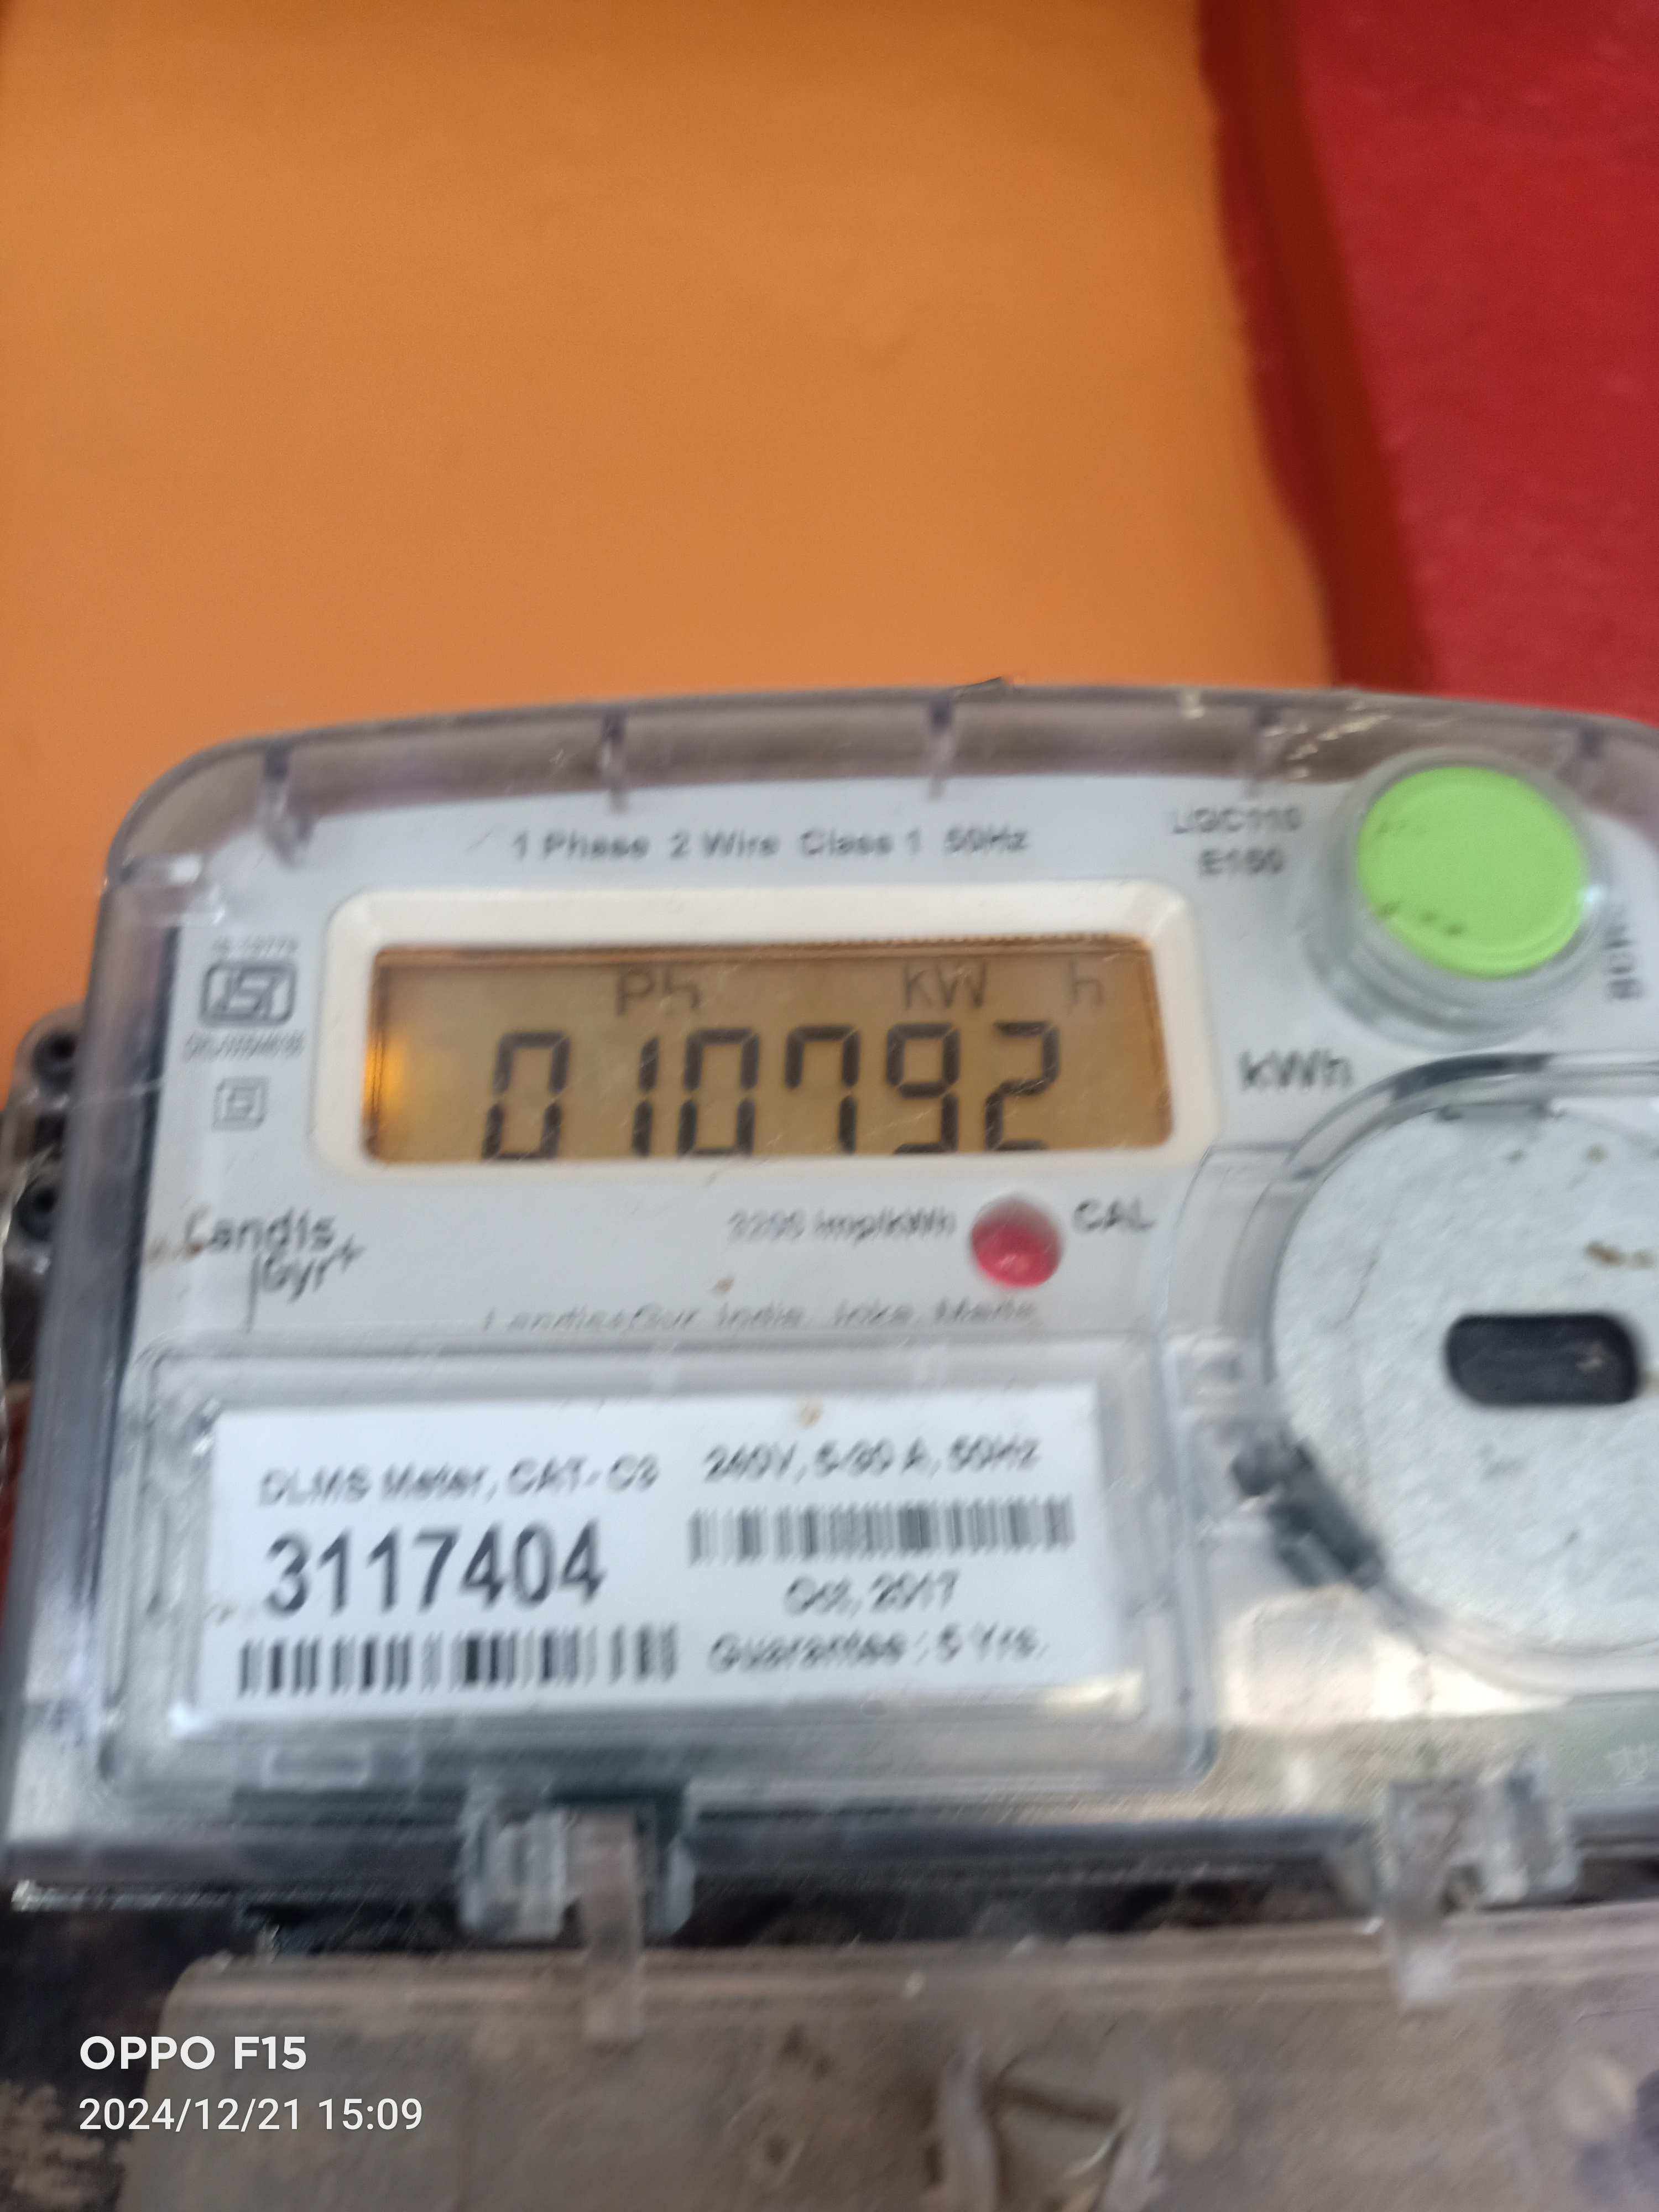 1 Phase 2 Wire Class 1 50Hz
E150
Ph kW h
010792
kWh
Landis
Gyr+
imp/kWh
CAL
DLMS Meter, CAT- C3
240V, 5-30 A, 50Hz
3117404
Oct, 2017
Guarantee : 5 Yrs.
OPPO F15
2024/12/21 15:09